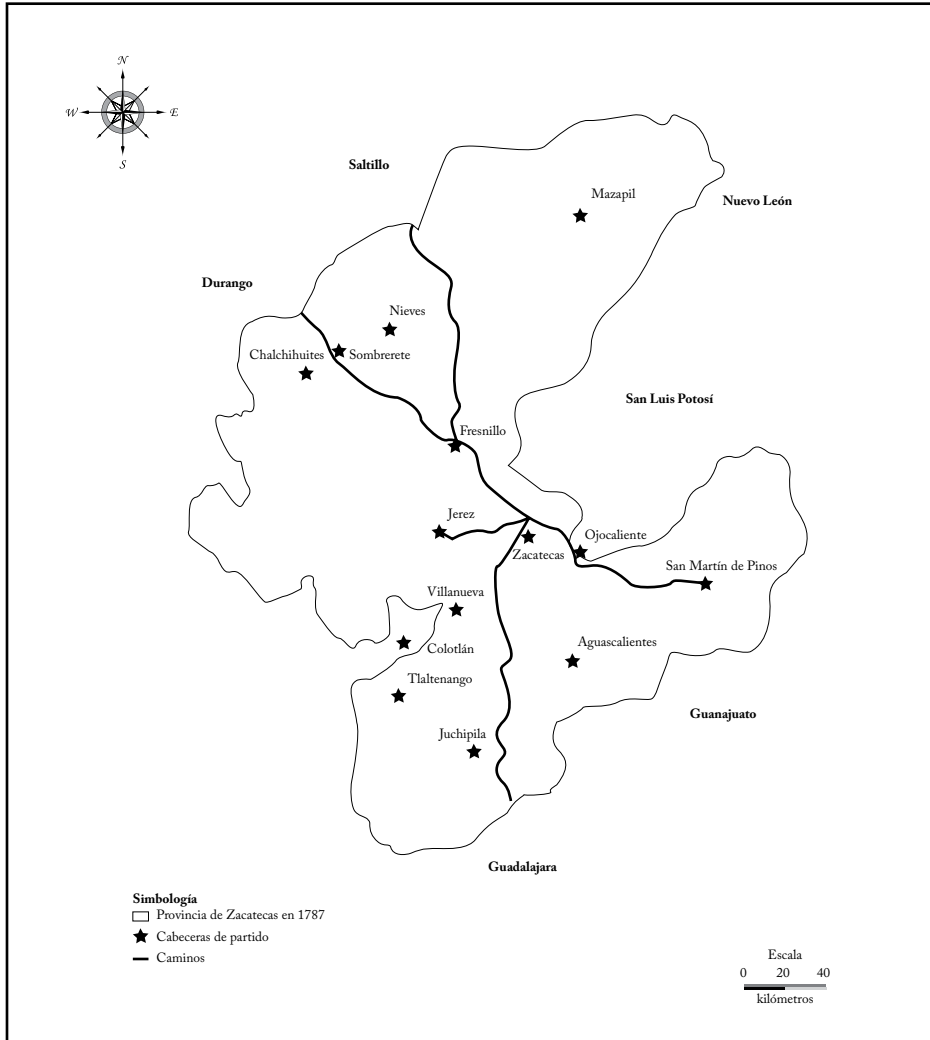 N
W E
S
Saltillo
Mazapil
Nuevo León
Durango
Nieves
Chalchihuites
Sombrerete
San Luis Potosí
Fresnillo
Jerez
Ojocaliente
Zacatecas
San Martín de Pinos
Villanueva
Colotlán
Aguascalientes
Tlaltenango
Guanajuato
Juchipila
Guadalajara
Simbología
Provincia de Zacatecas en 1787
Cabeceras de partido
Caminos
Escala
0 20 40
kilómetros